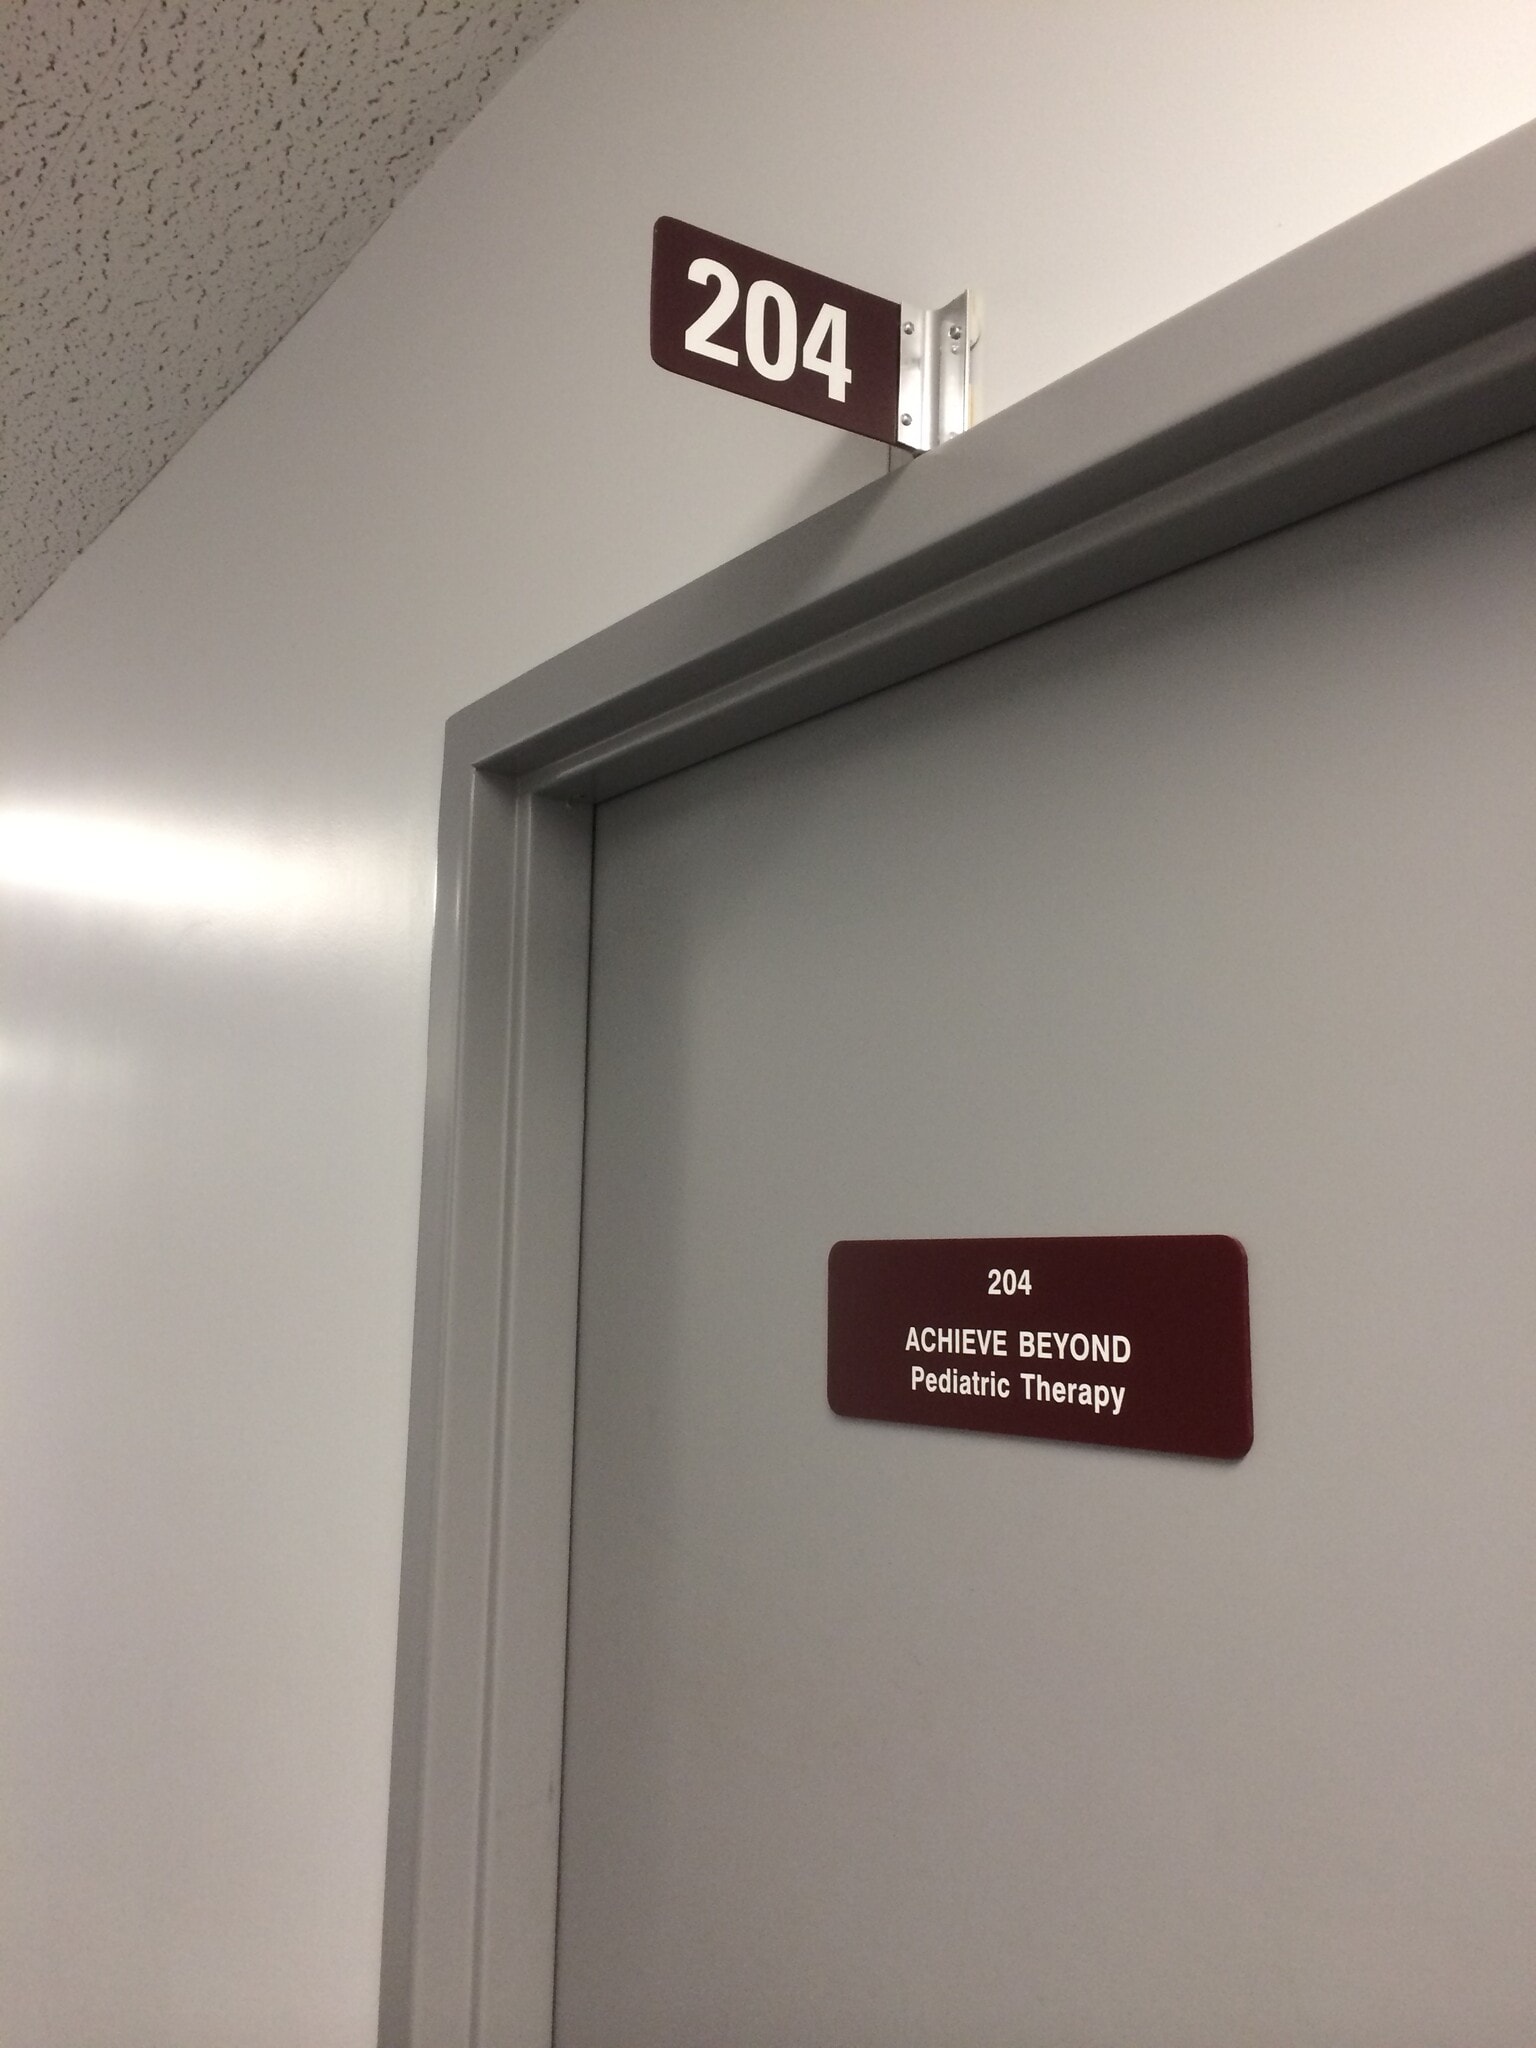 204
204
ACHIEVE BEYOND
Pediatric Therapy